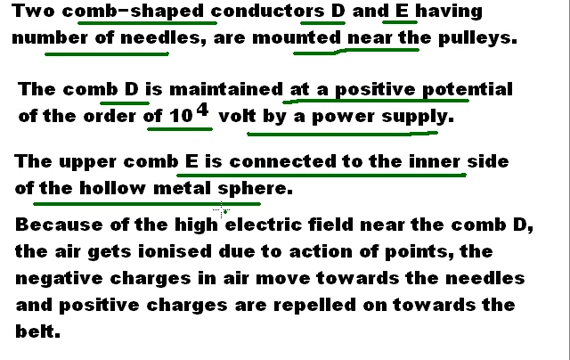 Two comb-shaped conductors D and E having
number of needles, are mounted near the pulleys.
The comb D is maintained at a positive potential
of the order of 10⁴ volt by a power supply.
The upper comb E is connected to the inner side
of the hollow metal sphere.
Because of the high electric field near the comb D,
the air gets ionised due to action of points, the
negative charges in air move towards the needles
and positive charges are repelled on towards the
belt.